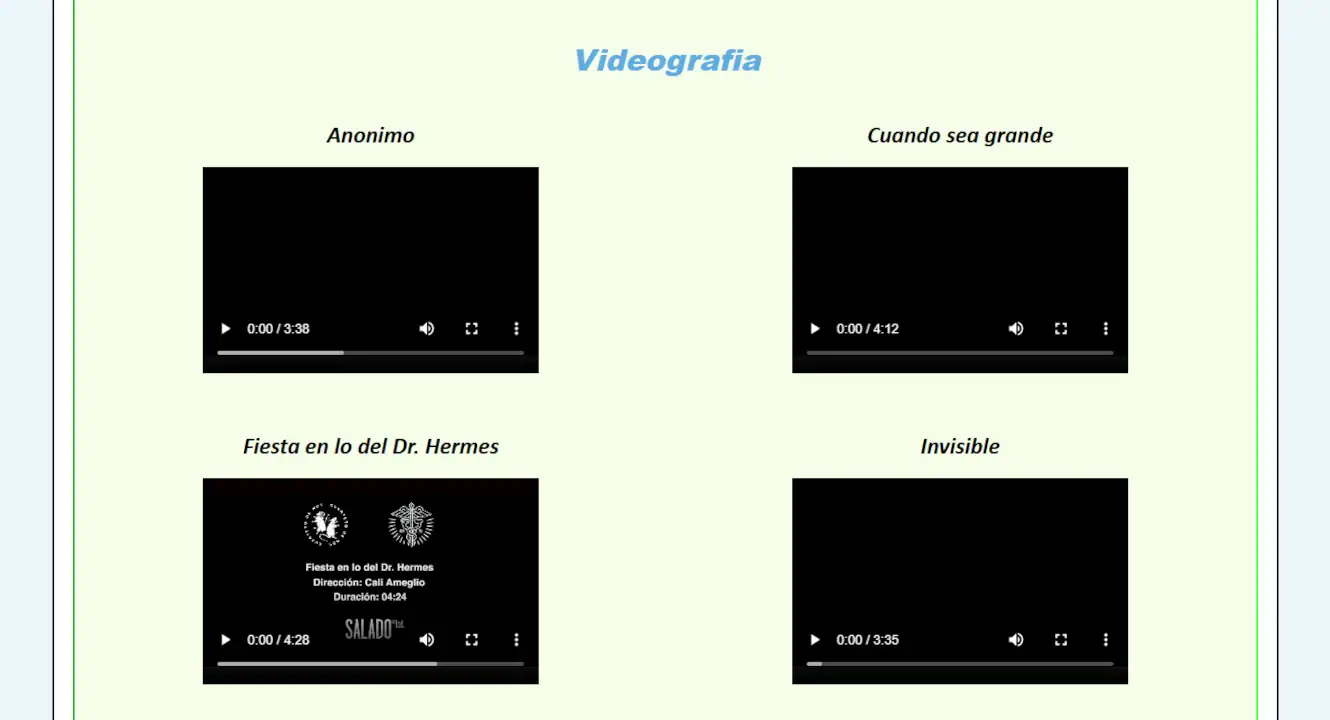 Videografia
Anonimo
Cuando sea grande
0:00 / 3:38
0:00 / 4:12
Fiesta en lo del Dr. Hermes
Invisible
Fiesta en lo del Dr. Hermes
Dirección: Cali Ameglio
Duración: 04:24
SALADO
0:00 / 4:28
0:00 / 3:35